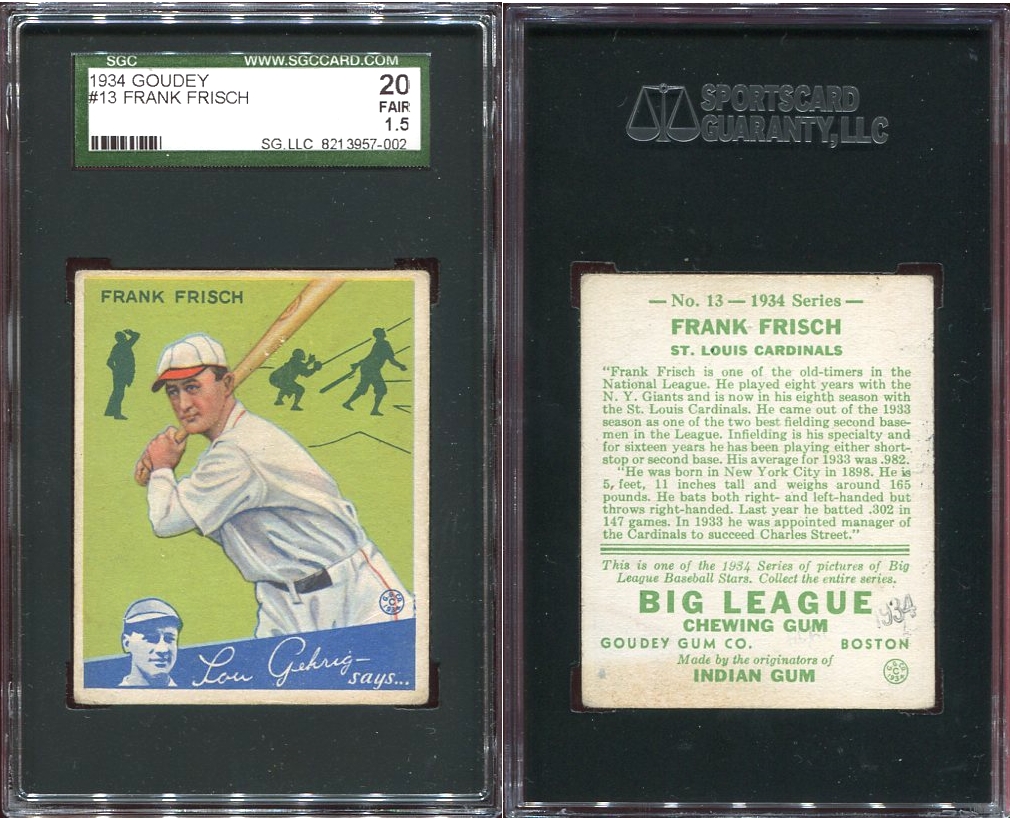 SGC WWW.SGCCARD.COM
1934 GOUDEY
#13 FRANK FRISCH
20
FAIR
1.5
SG,LLC 8213957-002
FRANK FRISCH
Lou Gehrig—
says...
SPORTSCARD
GUARANTY, LLC
— No. 13 — 1934 Series —
FRANK FRISCH
ST. LOUIS CARDINALS
"Frank Frisch is one of the old-timers in the
National League. He played eight years with the
N. Y. Giants and is now in his eighth season with
the St. Louis Cardinals. He came out of the 1933
season as one of the two best fielding second base-
men in the League. Infielding is his specialty and
for sixteen years he has been playing either short-
stop or second base. His average for 1933 was .982.
"He was born in New York City in 1898. He is
5, feet, 11 inches tall and weighs around 165
pounds. He bats both right- and left-handed but
throws right-handed. Last year he batted .302 in
147 games. In 1933 he was appointed manager of
the Cardinals to succeed Charles Street."
This is one of the 1934 Series of pictures of Big
League Baseball Stars. Collect the entire series.
BIG LEAGUE
1934
CHEWING GUM
GOUDEY GUM CO. BOSTON
Made by the originators of
INDIAN GUM